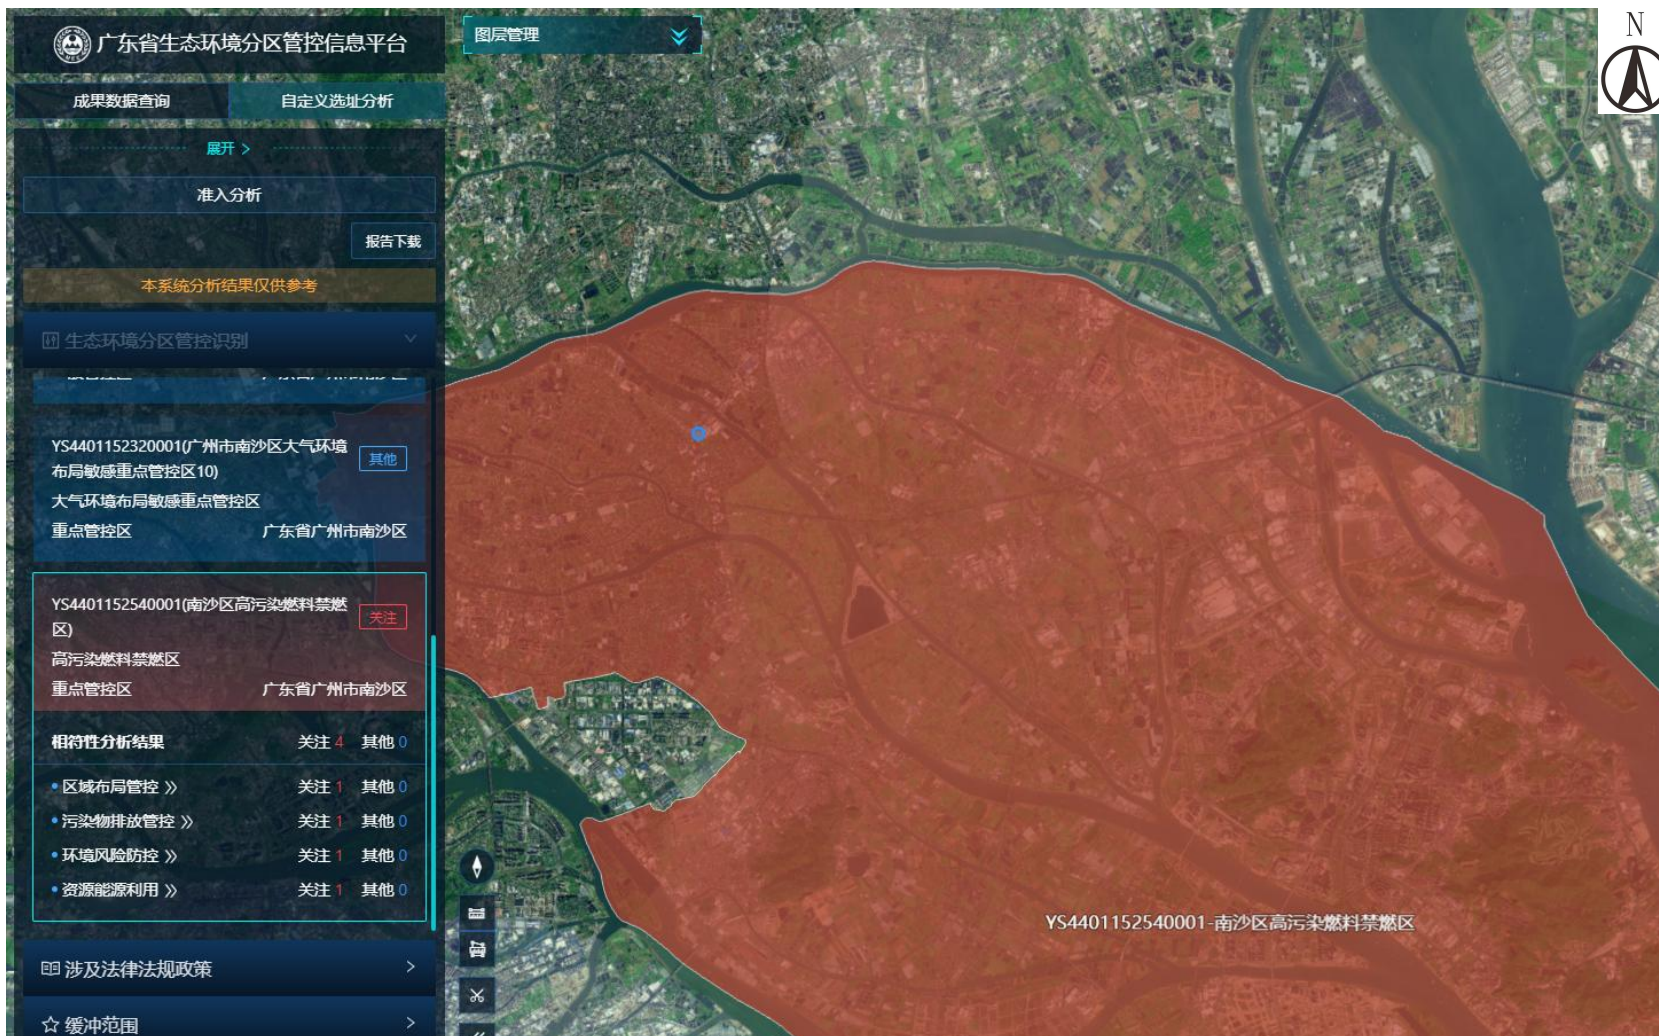 广东省生态环境分区管控信息平台
图层管理
N
成果数据查询
自定义选址分析
展开 >
准入分析
报告下载
本系统分析结果仅供参考
生态环境分区管控识别
YS4401152320001(广州市南沙区大气环境
布局敏感重点管控区10)
其他
大气环境布局敏感重点管控区
重点管控区 广东省广州市南沙区
YS4401152540001(南沙区高污染燃料禁燃
区)
关注
高污染燃料禁燃区
重点管控区 广东省广州市南沙区
相符性分析结果 关注 4 其他 0
区域布局管控 关注 1 其他 0
污染物排放管控 关注 1 其他 0
环境风险防控 关注 1 其他 0
资源能源利用 关注 1 其他 0
YS4401152540001-南沙区高污染燃料禁燃区
涉及法律法规政策
缓冲范围